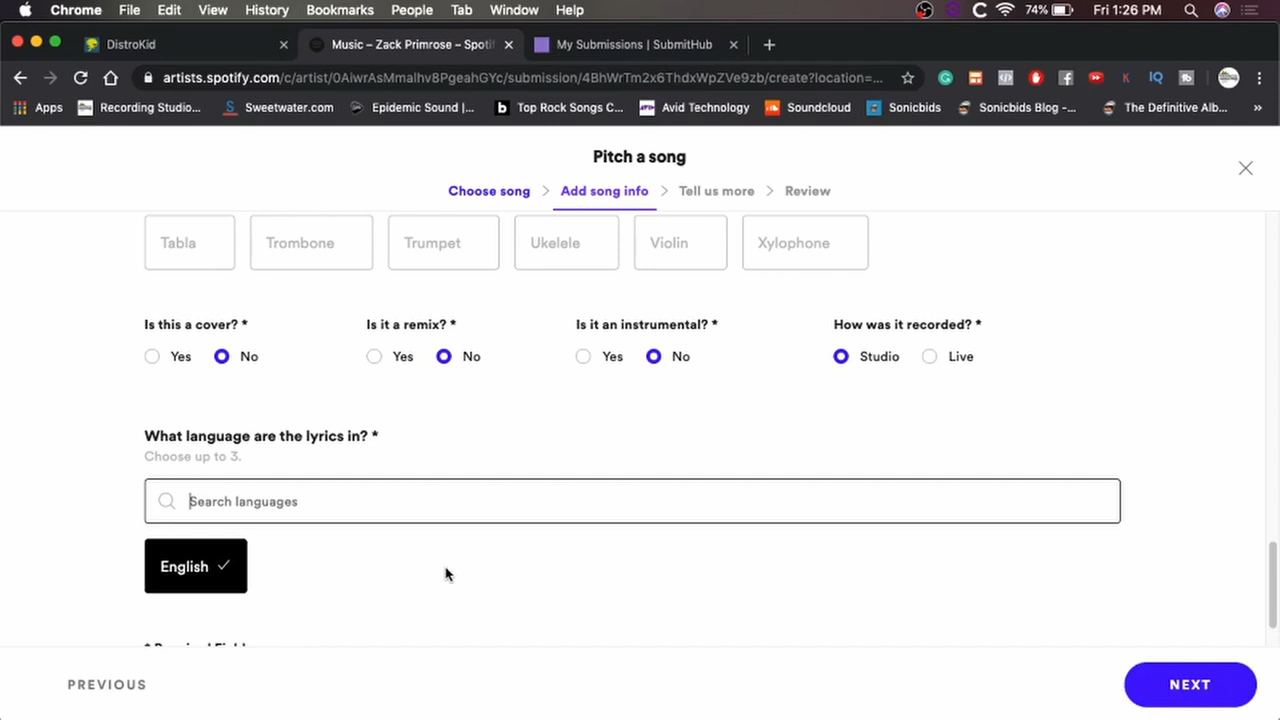 Chrome File Edit View History Bookmarks People Tab Window Help 74% Fri 1:26 PM
DistroKid Music – Zack Primrose – Spoti My Submissions | SubmitHub
artists.spotify.com/c/artist/0AiwrAsMmalhv8PgeahGYc/submission/4BhWrTm2x6ThdxWpZVe9zb/create?location=...
Apps Recording Studio... Sweetwater.com Epidemic Sound |... Top Rock Songs C... Avid Technology Soundcloud Sonicbids Sonicbids Blog -... The Definitive Alb... »
Pitch a song
Choose song > Add song info > Tell us more > Review
Tabla Trombone Trumpet Ukelele Violin Xylophone
Is this a cover? * Is it a remix? * Is it an instrumental? * How was it recorded? *
Yes No Yes No Yes No Studio Live
What language are the lyrics in? *
Choose up to 3.
Search languages
English
* Required Field
PREVIOUS NEXT